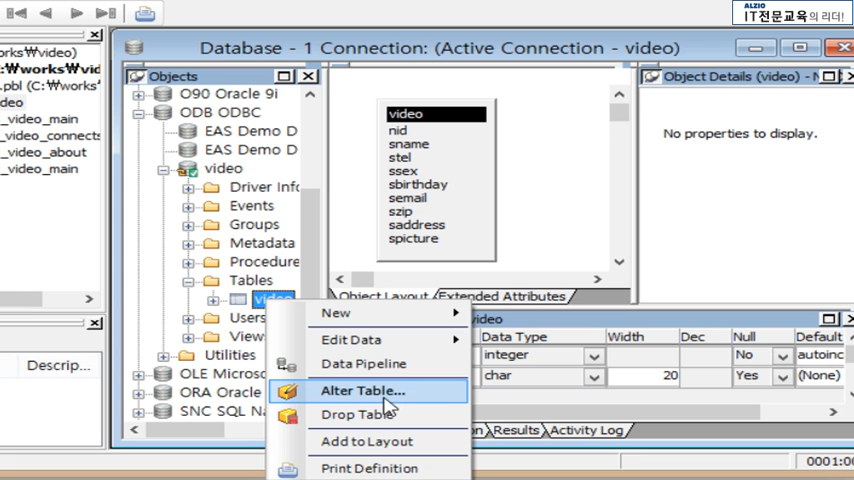 ALZIO
IT전문교육의 리더!
Database - 1 Connection: (Active Connection - video)
orks₩video)
:₩works₩vid
.pbl (C:₩works
deo
_video_main
_video_connects
_video_about
_video_main
Descrip...
Objects
O90 Oracle 9i
ODB ODBC
EAS Demo D
EAS Demo D
video
Driver Info
Events
Groups
Metadata
Procedure
Tables
video
Users
View
Utilities
OLE Microso
ORA Oracle
SNC SQL Na
video
nid
sname
stel
ssex
sbirthday
semail
szip
saddress
spicture
Object Layout
Extended Attributes
Object Details (video) - N
No properties to display.
New
Edit Data
Data Pipeline
Alter Table...
Drop Table
Add to Layout
Print Definition
video
Data Type
Width
Dec
Null
Default
integer
No
autoinc
char
20
Yes
(None)
Results
Activity Log
0001:00